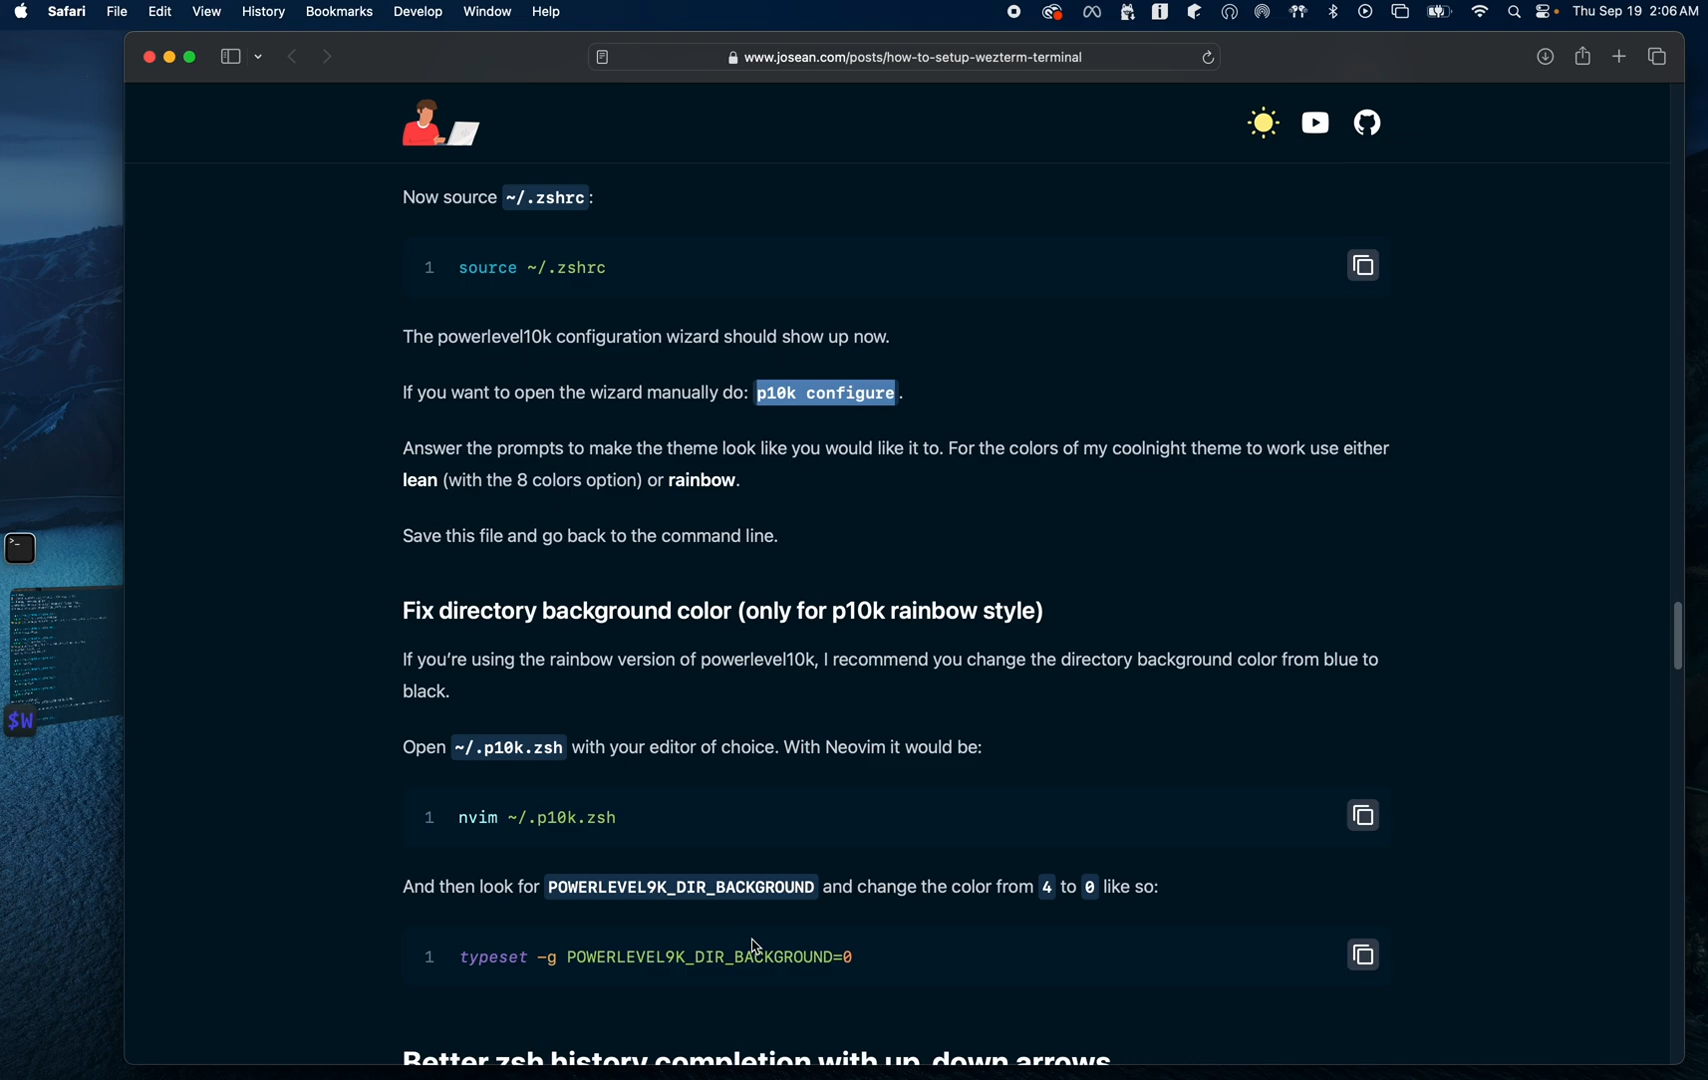 Safari File Edit View History Bookmarks Develop Window Help Thu Sep 19 2:06 AM
www.josean.com/posts/how-to-setup-wezterm-terminal
Now source ~/.zshrc:
1 source ~/.zshrc
The powerlevel10k configuration wizard should show up now.
If you want to open the wizard manually do: p10k configure.
Answer the prompts to make the theme look like you would like it to. For the colors of my coolnight theme to work use either
lean (with the 8 colors option) or rainbow.
Save this file and go back to the command line.
Fix directory background color (only for p10k rainbow style)
If you're using the rainbow version of powerlevel10k, I recommend you change the directory background color from blue to
black.
Open ~/.p10k.zsh with your editor of choice. With Neovim it would be:
$W
1 nvim ~/.p10k.zsh
And then look for POWERLEVEL9K_DIR_BACKGROUND and change the color from 4 to 0 like so:
1 typeset -g POWERLEVEL9K_DIR_BACKGROUND=0
Better zsh history completion with up, down arrows